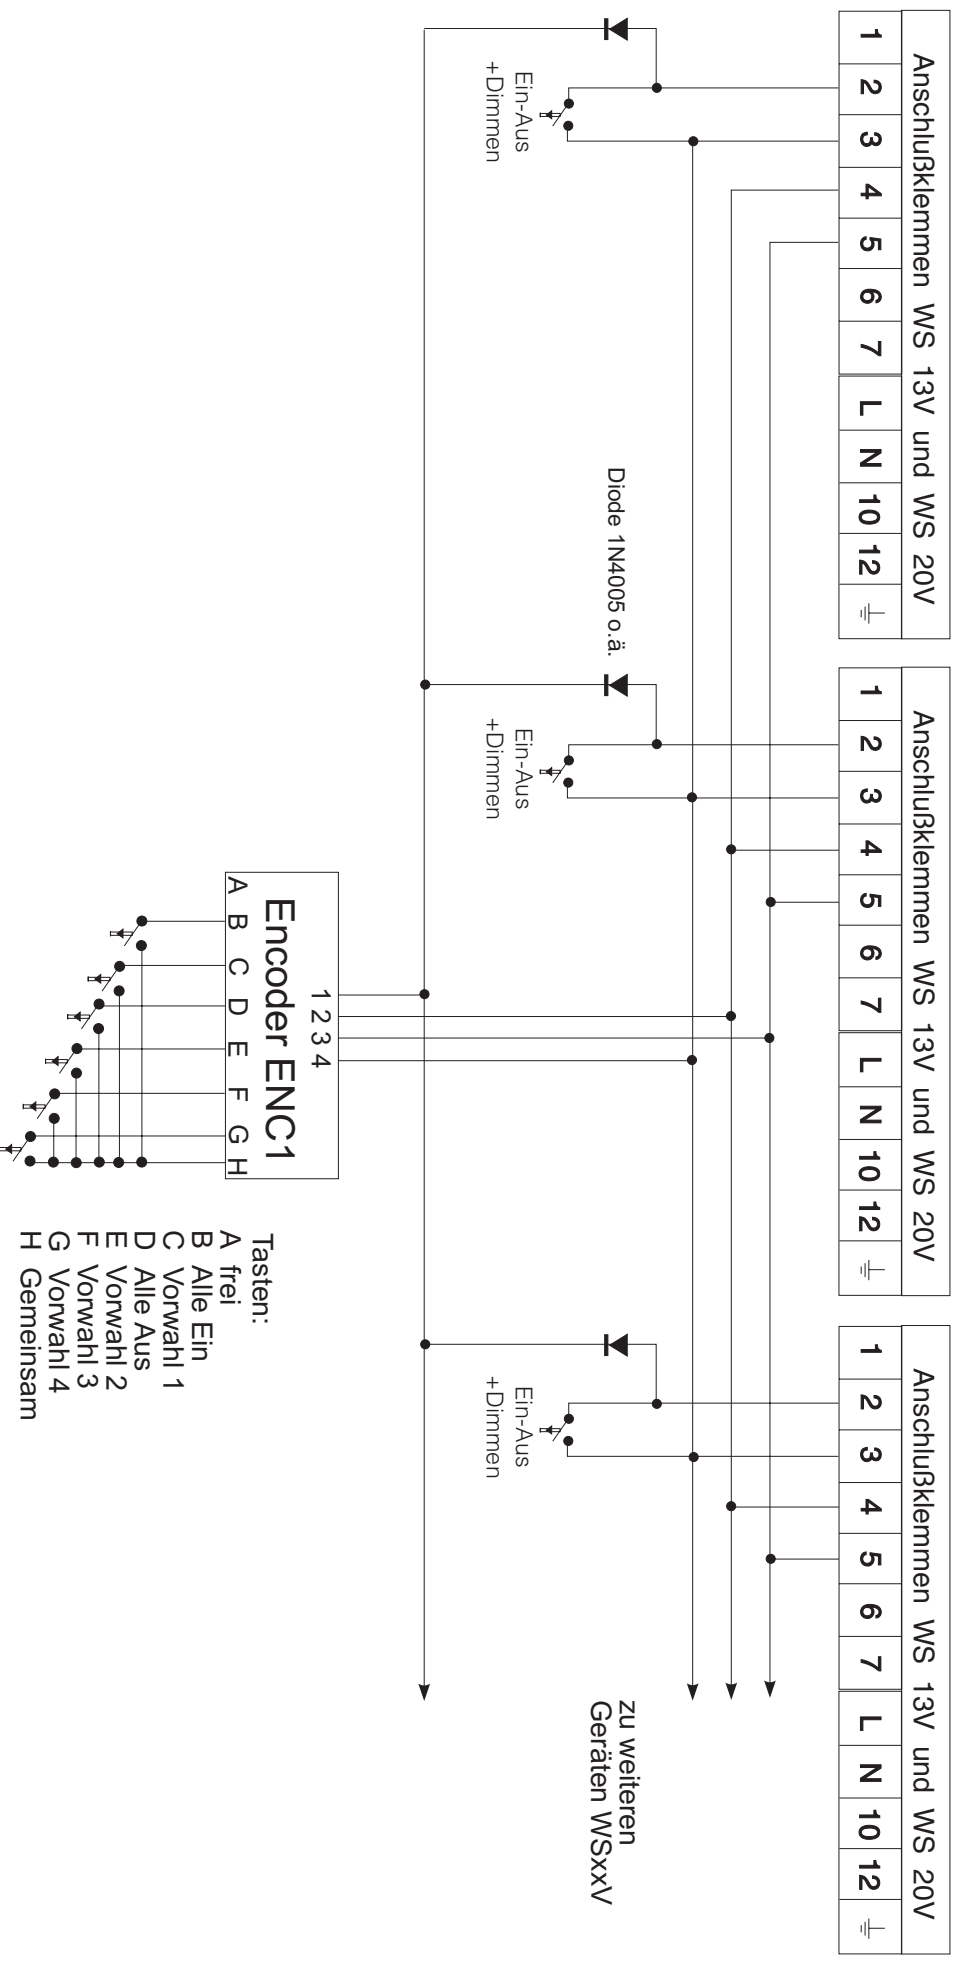 Anschlußklemmen WS 13V und WS 20V
1 2 3 4 5 6 7 L N 10 12
Anschlußklemmen WS 13V und WS 20V
1 2 3 4 5 6 7 L N 10 12
Anschlußklemmen WS 13V und WS 20V
1 2 3 4 5 6 7 L N 10 12
Diode 1N4005 o.ä.
Ein-Aus
+Dimmen
Ein-Aus
+Dimmen
Ein-Aus
+Dimmen
zu weiteren
Geräten WSxxV
1 2 3 4
Encoder ENC1
A B C D E F G H
Tasten:
A frei
B Alle Ein
C Vorwahl 1
D Alle Aus
E Vorwahl 2
F Vorwahl 3
G Vorwahl 4
H Gemeinsam